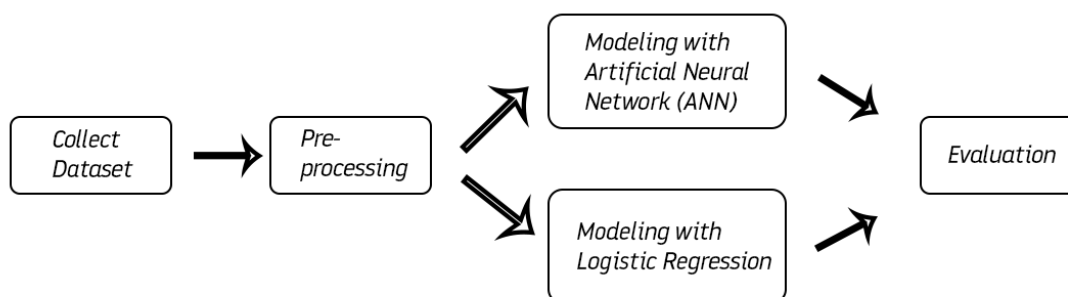 Collect
Dataset
Pre-
processing
Modeling with
Artificial Neural
Network (ANN)
Modeling with
Logistic Regression
Evaluation